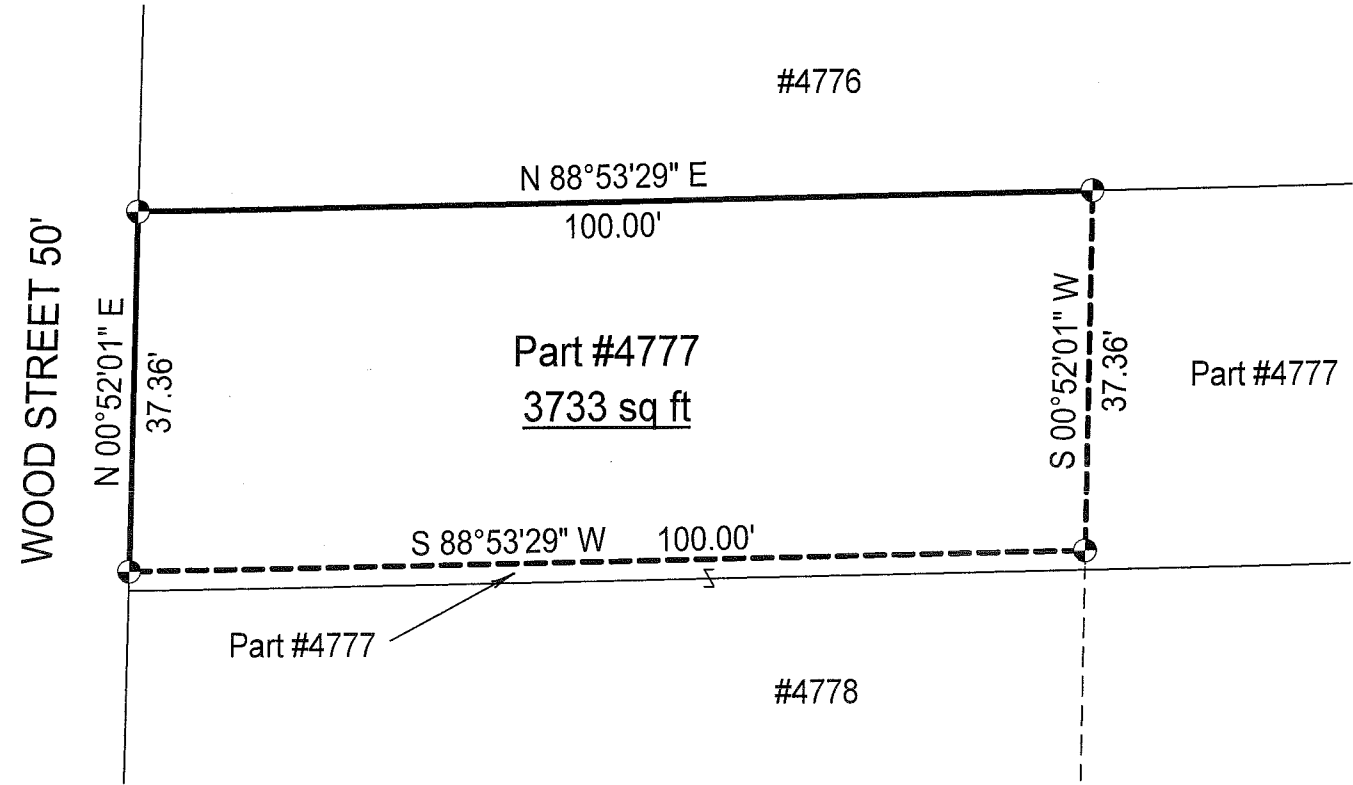 #4776
N 88°53'29" E
100.00'
WOOD STREET 50'
N 00°52'01" E
37.36'
Part #4777
3733 sq ft
S 00°52'01" W
37.36'
Part #4777
S 88°53'29" W 100.00'
Part #4777
#4778